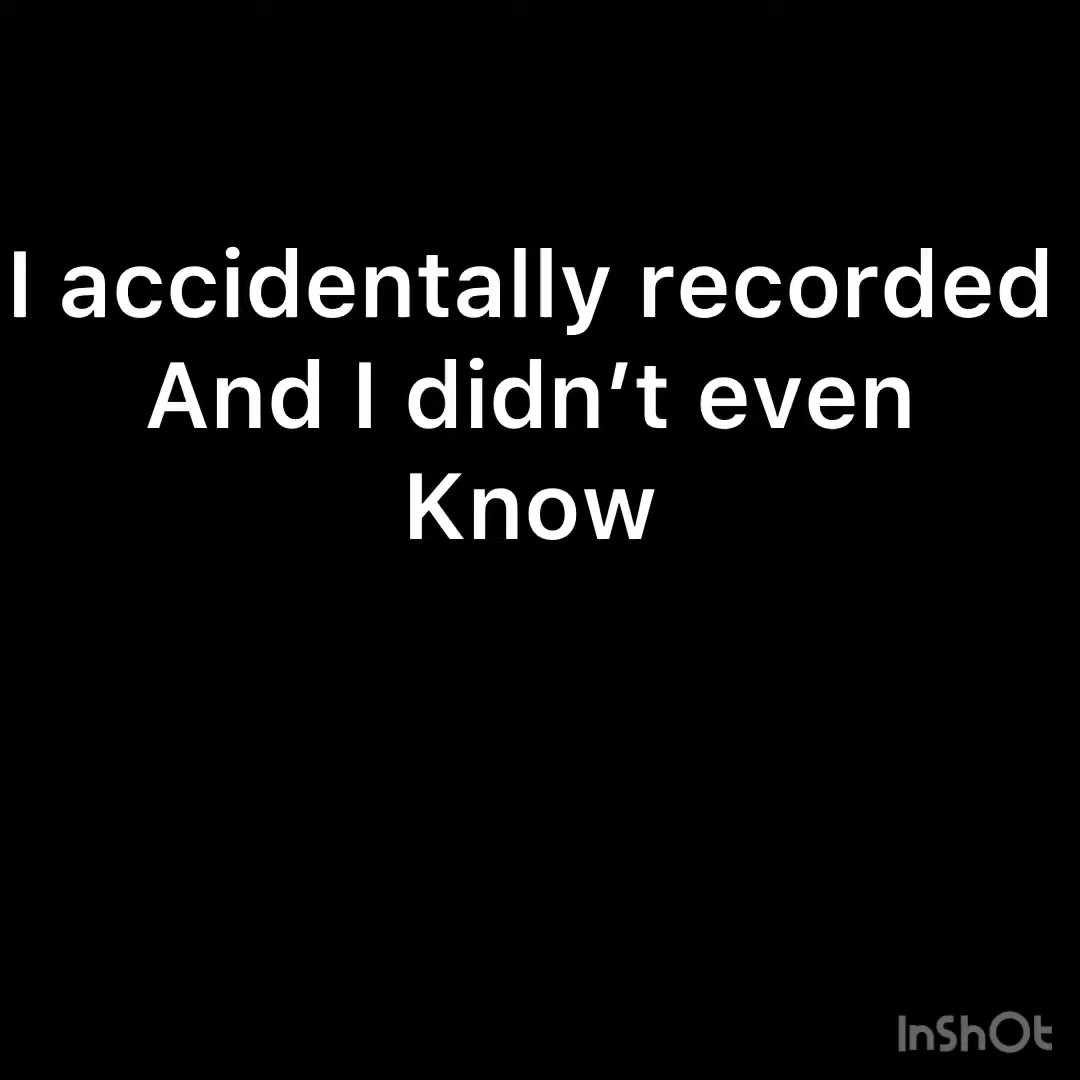 I accidentally recorded
And I didn’t even
Know
InShOt